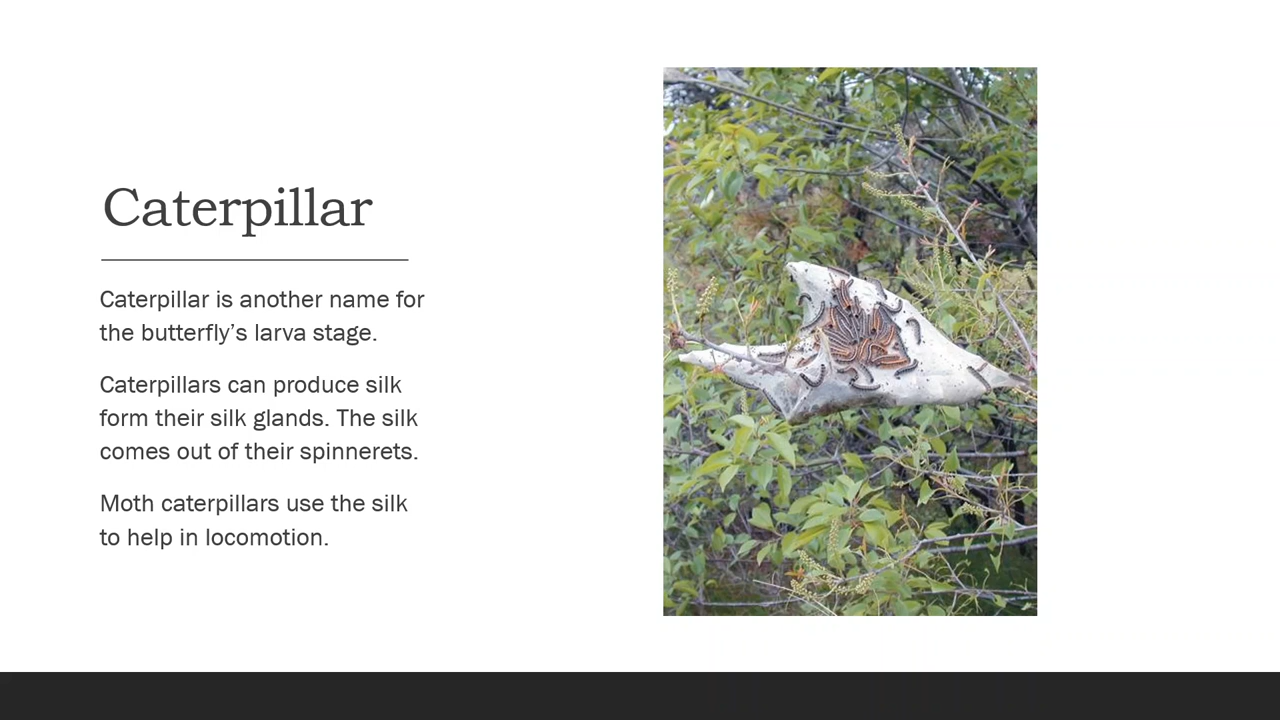 Caterpillar
Caterpillar is another name for
the butterfly’s larva stage.
Caterpillars can produce silk
form their silk glands. The silk
comes out of their spinnerets.
Moth caterpillars use the silk
to help in locomotion.